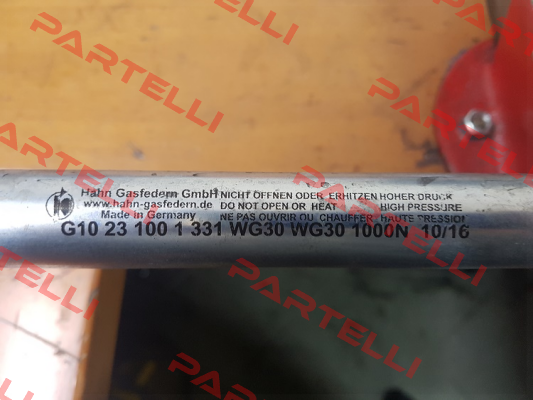 Hahn Gasfedern GmbH NICHT ÖFFNEN ODER ERHITZEN HOHER DRUCK
www.hahn-gasfedern.de DO NOT OPEN OR HEAT HIGH PRESSURE
Made in Germany NE PAS OUVRIR OU CHAUFFER HAUTE PRESSION
G10 23 100 1 331 WG30 WG30 1000N 10/16
PARTELLI
PARTELLI
PARTELLI
PARTELLI
PARTELLI
PARTELLI
PARTELLI